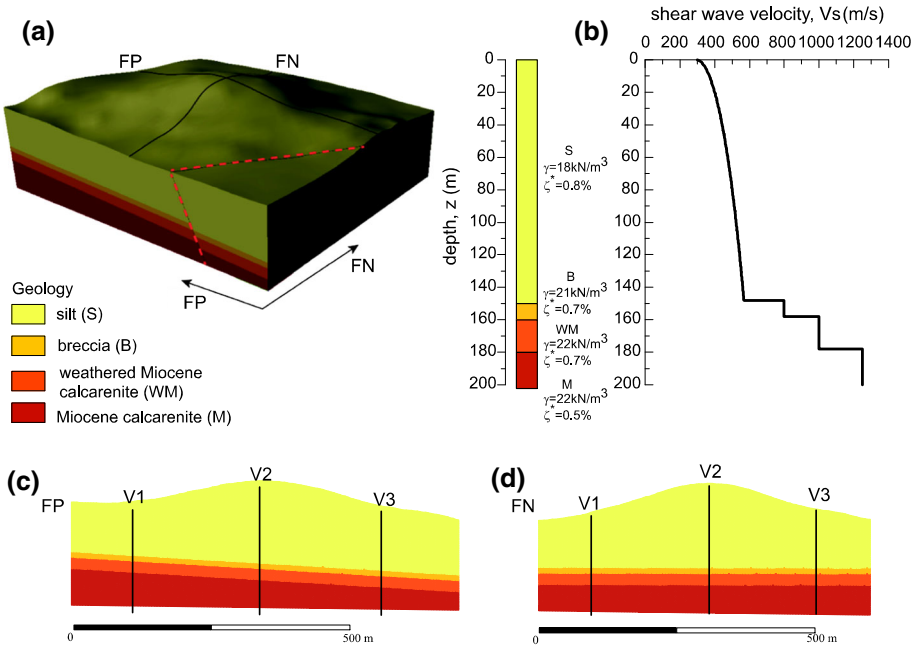 (a)
FP
FN
FN
FP
Geology
silt (S)
breccia (B)
weathered Miocene
calcarenite (WM)
Miocene calcarenite (M)
(b)
shear wave velocity, Vs(m/s)
0 200 400 600 800 1000 1200 1400
depth, z (m)
0
20
40
60
80
100
120
140
160
180
200
S
γ=18kN/m3
ζ*=0.8%
B
γ=21kN/m3
ζ*=0.7%
WM
γ=22kN/m3
ζ*=0.7%
M
γ=22kN/m3
ζ*=0.5%
0
20
40
60
80
100
120
140
160
180
200
(c)
FP
V1
V2
V3
0
500 m
(d)
FN
V1
V2
V3
0
500 m